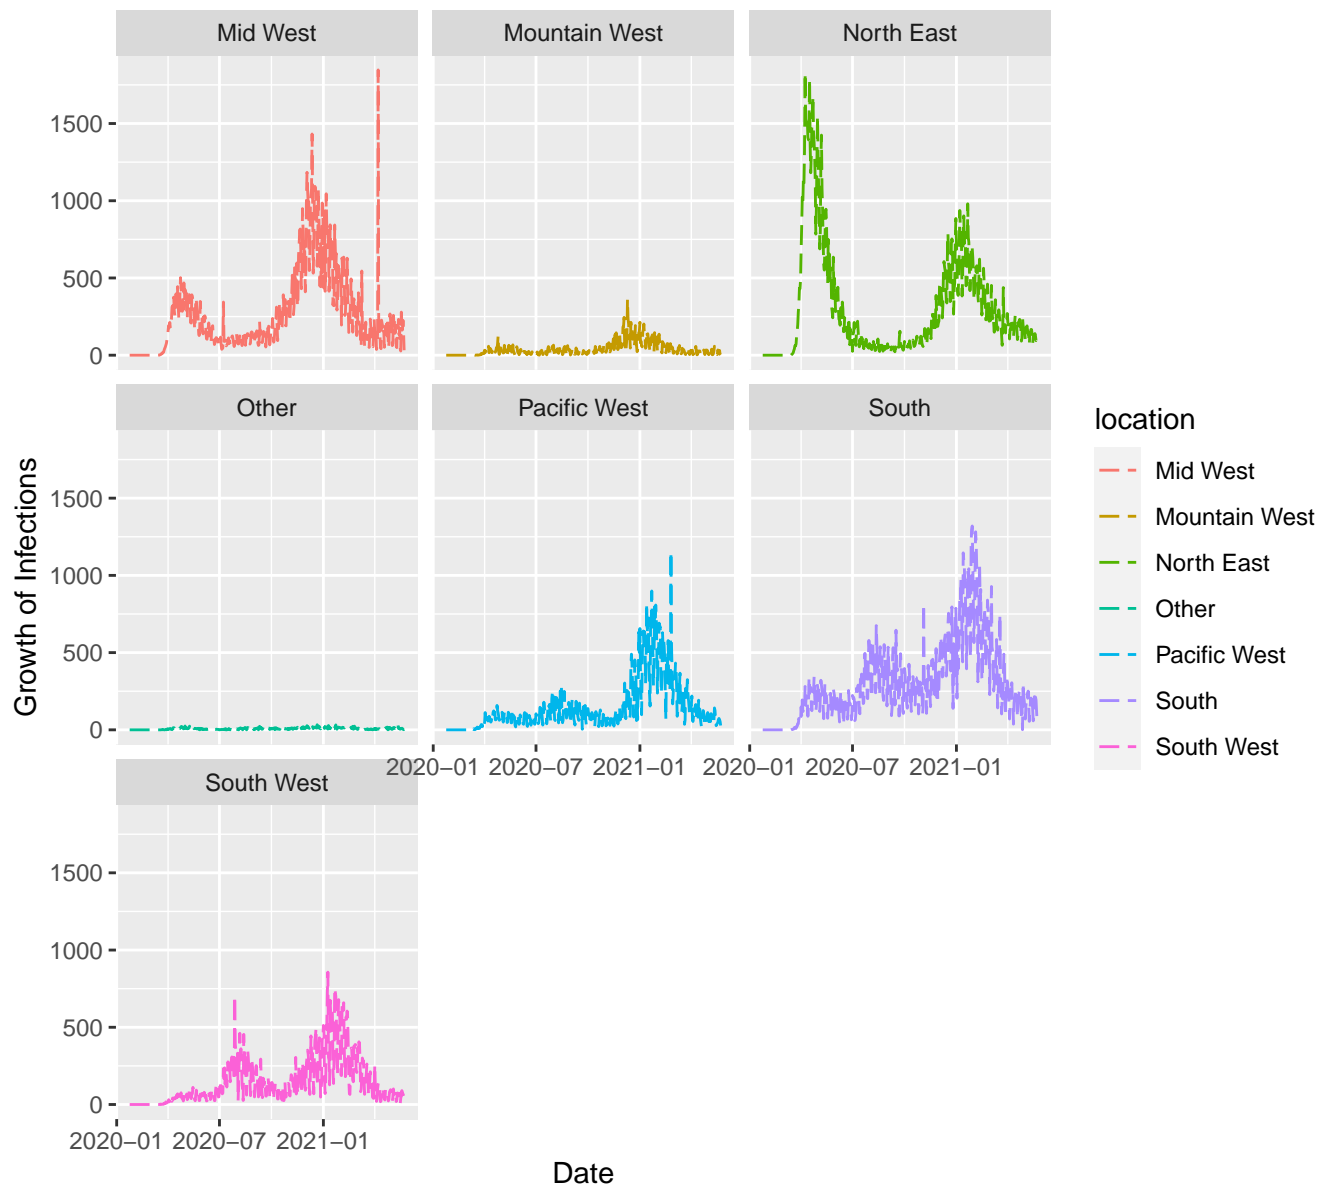 Mid West
Mountain West
North East
1500
1000
500
0
Other
Pacific West
South
1500
1000
500
0
2020−01
2020−07
2021−01
2020−01
2020−07
2021−01
South West
1500
1000
500
0
2020−01
2020−07
2021−01
Date
Growth of Infections
location
Mid West
Mountain West
North East
Other
Pacific West
South
South West